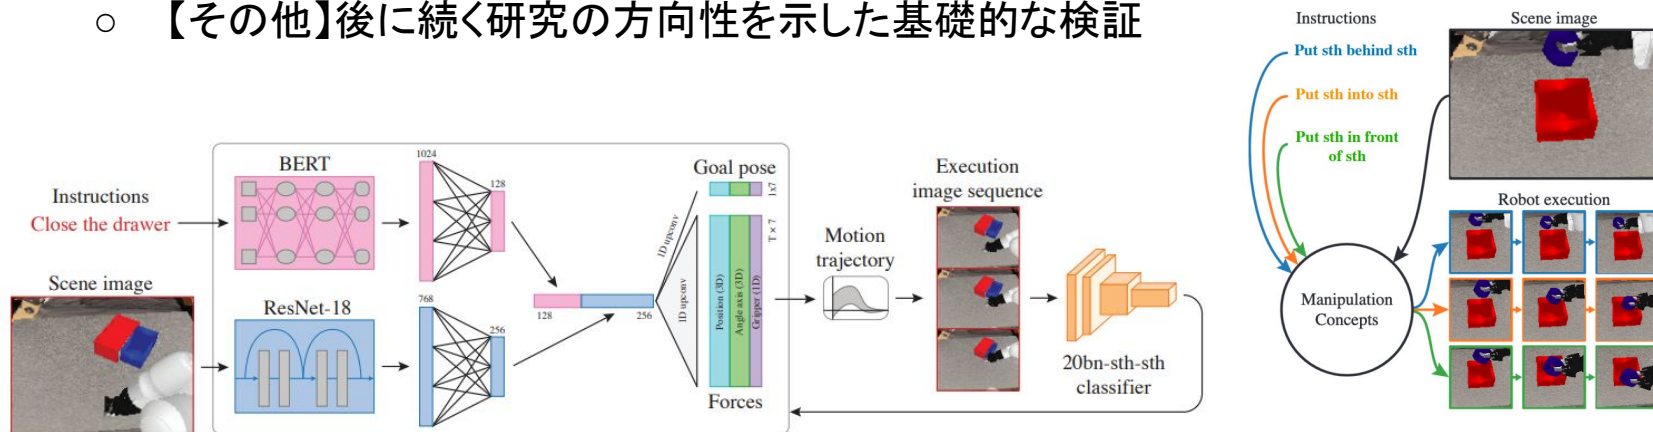 ○ 【その他】後に続く研究の方向性を示した基礎的な検証
Instructions
Close the drawer
Scene image
BERT
ResNet-18
1024
128
768
256
128
256
1D upconv
1D upconv
Goal pose
1x7
T × 7
Position (3D)
Angle axis (3D)
Gripper (1D)
Forces
Motion
trajectory
Execution
image sequence
20bn-sth-sth
classifier
Instructions
Put sth behind sth
Put sth into sth
Put sth in front
of sth
Scene image
Robot execution
Manipulation
Concepts